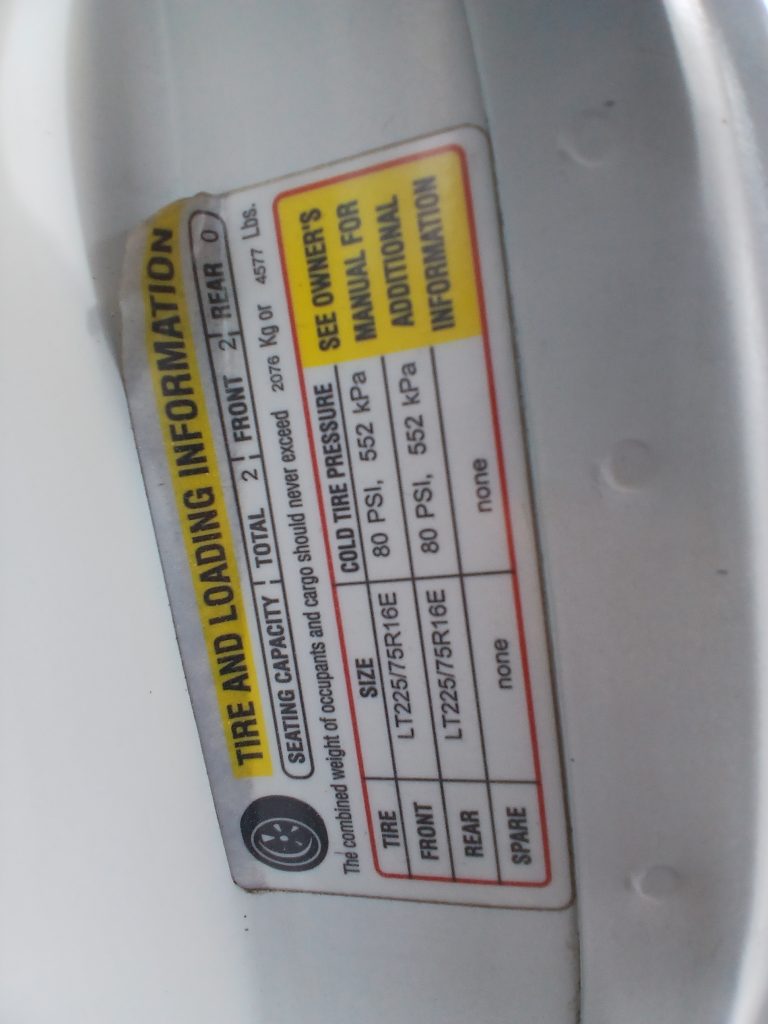 TIRE AND LOADING INFORMATION
SEATING CAPACITY TOTAL 2 FRONT 2 REAR 0
The combined weight of occupants and cargo should never exceed 2076 Kg or 4577 Lbs.
TIRE SIZE COLD TIRE PRESSURE
FRONT LT225/75R16E 80 PSI, 552 kPa
REAR LT225/75R16E 80 PSI, 552 kPa
SPARE none none
SEE OWNER'S
MANUAL FOR
ADDITIONAL
INFORMATION